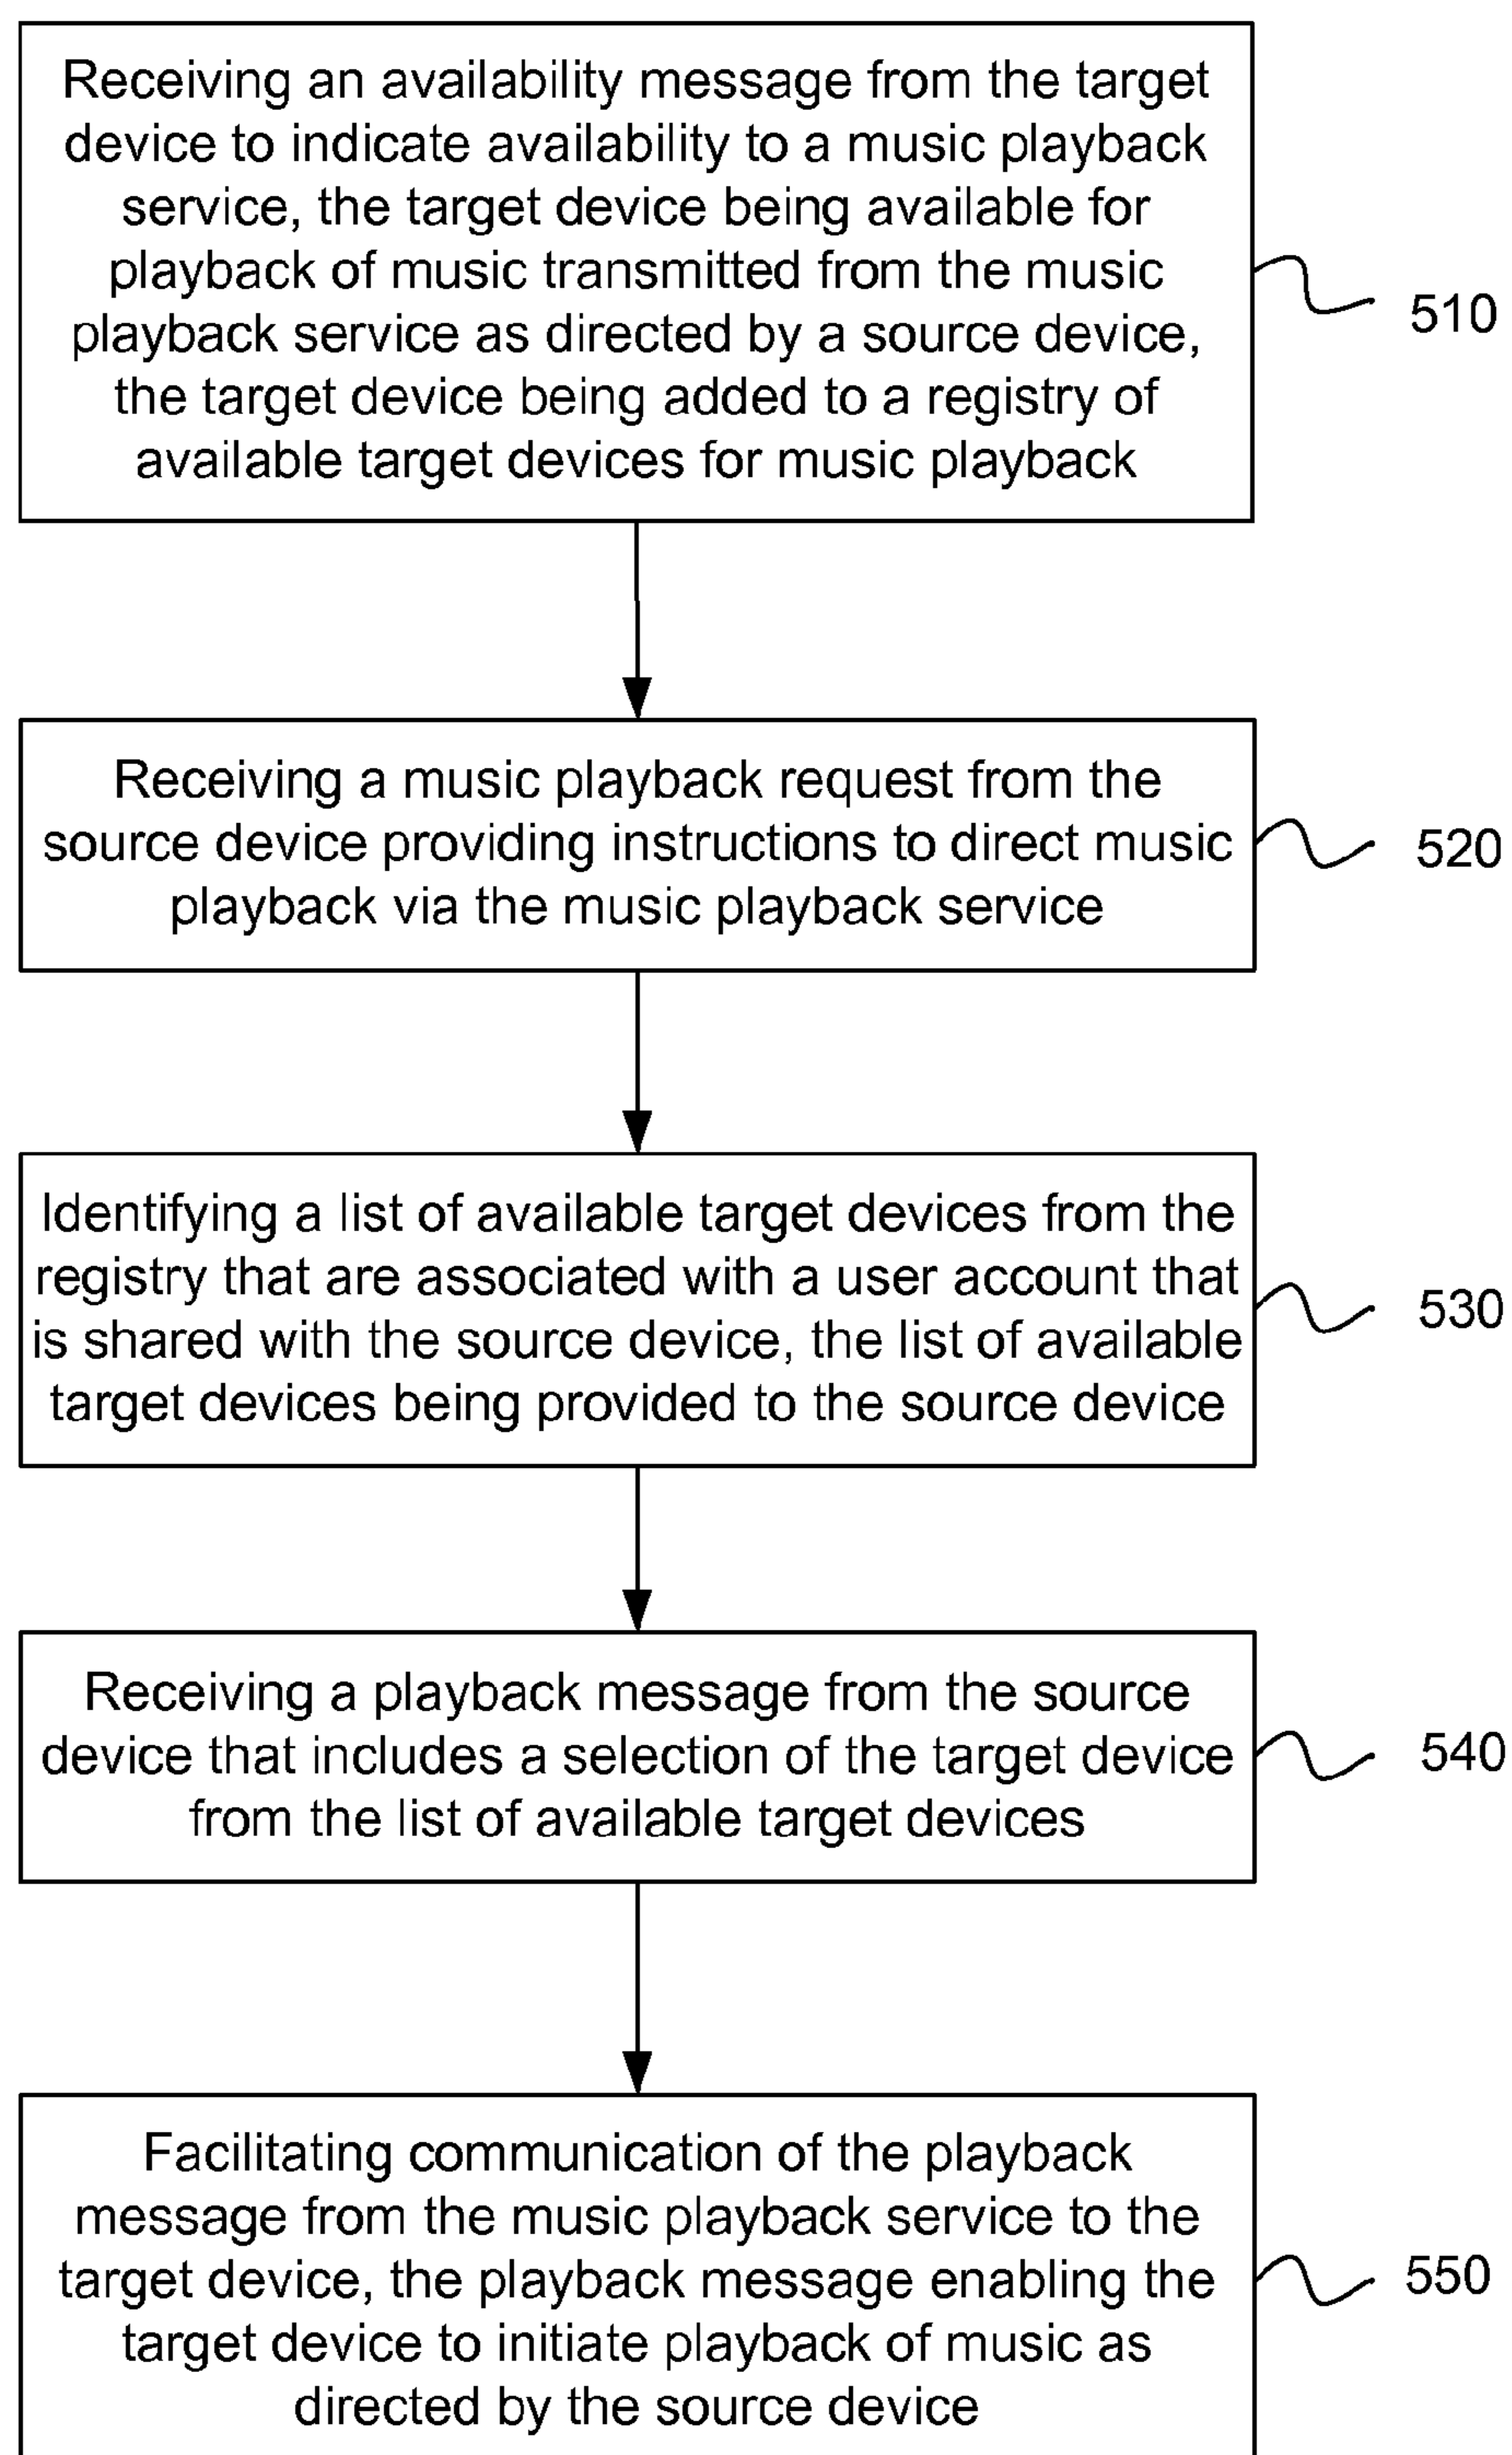 Receiving an availability message from the target
device to indicate availability to a music playback
service, the target device being available for
playback of music transmitted from the music
playback service as directed by a source device,
the target device being added to a registry of
available target devices for music playback
510
Receiving a music playback request from the
source device providing instructions to direct music
playback via the music playback service
520
Identifying a list of available target devices from the
registry that are associated with a user account that
is shared with the source device, the list of available
target devices being provided to the source device
530
Receiving a playback message from the source
device that includes a selection of the target device
from the list of available target devices
540
Facilitating communication of the playback
message from the music playback service to the
target device, the playback message enabling the
target device to initiate playback of music as
directed by the source device
550